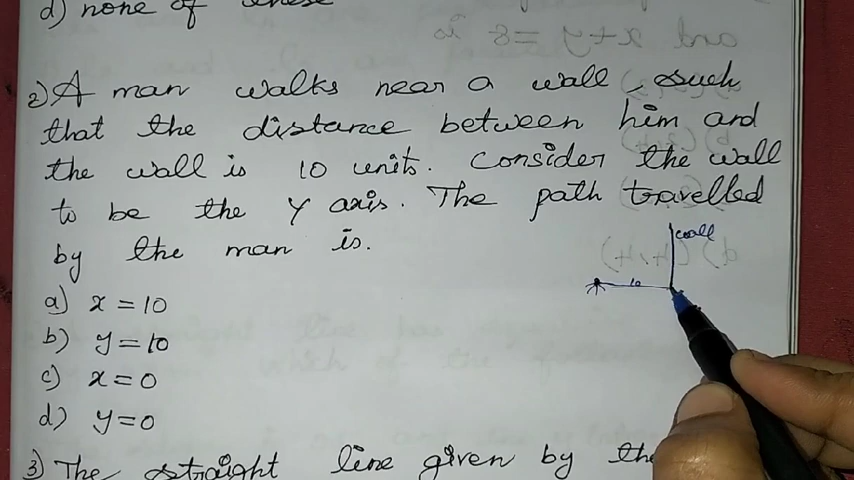 d) none of these
2) A man walks near a wall, such
that the distance between him and
the wall is 10 units. Consider the wall
to be the Y axis. The path travelled
by the man is.
wall
10
a) x = 10
b) y = 10
c) x = 0
d) y = 0
3) The straight line given by the